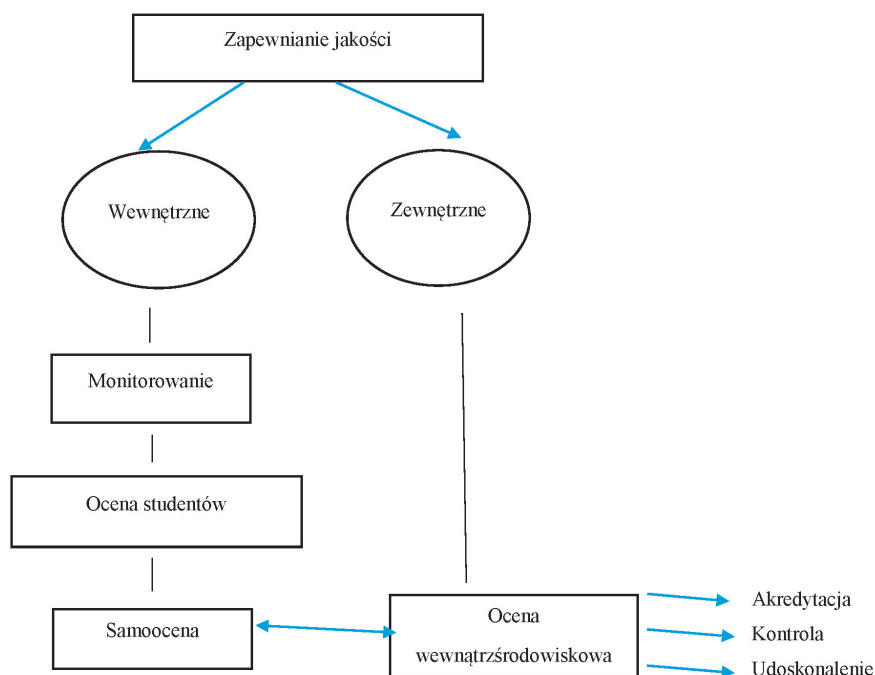 Zapewnianie jakości
Wewnętrzne
Zewnętrzne
Monitorowanie
Ocena studentów
Samoocena
Ocena
wewnątrzśrodowiskowa
Akredytacja
Kontrola
Udoskonalenie